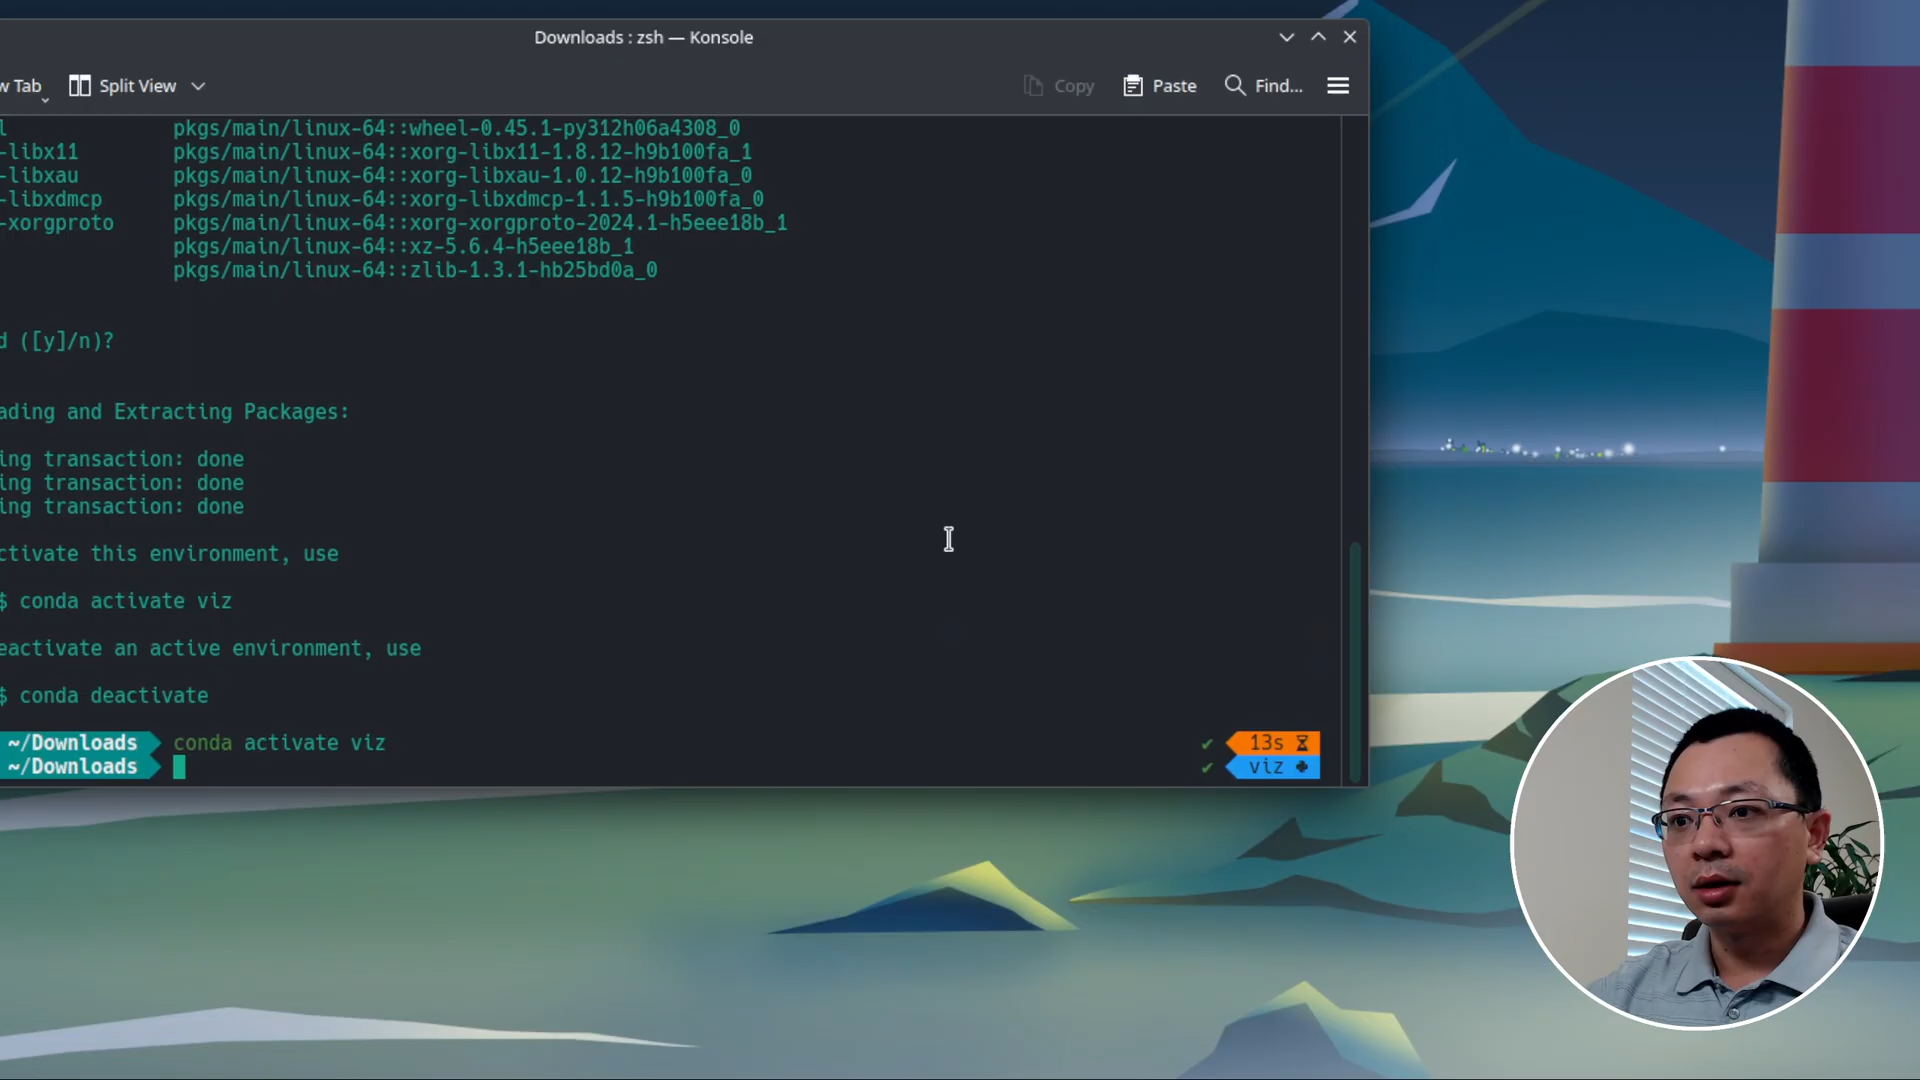 Downloads : zsh — Konsole
w Tab Split View Copy Paste Find...
l pkgs/main/linux-64::wheel-0.45.1-py312h06a4308_0
-libx11 pkgs/main/linux-64::xorg-libx11-1.8.12-h9b100fa_1
-libxau pkgs/main/linux-64::xorg-libxau-1.0.12-h9b100fa_0
-libxdmcp pkgs/main/linux-64::xorg-libxdmcp-1.1.5-h9b100fa_0
-xorgproto pkgs/main/linux-64::xorg-xorgproto-2024.1-h5eee18b_1
pkgs/main/linux-64::xz-5.6.4-h5eee18b_1
pkgs/main/linux-64::zlib-1.3.1-hb25bd0a_0
d ([y]/n)?
ading and Extracting Packages:
ing transaction: done
ing transaction: done
ing transaction: done
ctivate this environment, use
$ conda activate viz
eactivate an active environment, use
$ conda deactivate
~/Downloads conda activate viz ✔ 13s
~/Downloads ✔ viz